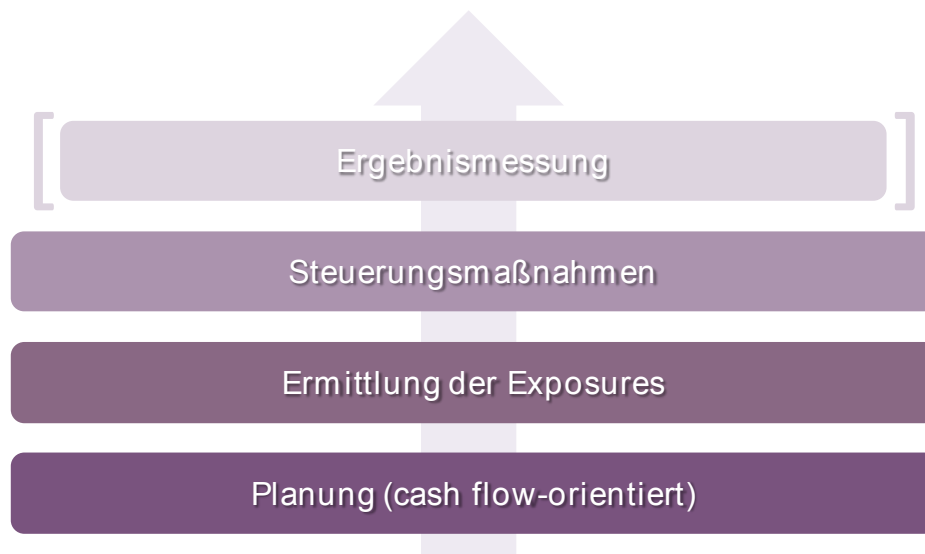 [ Ergebnismessung ]
Steuerungsmaßnahmen
Ermittlung der Exposures
Planung (cash flow-orientiert)